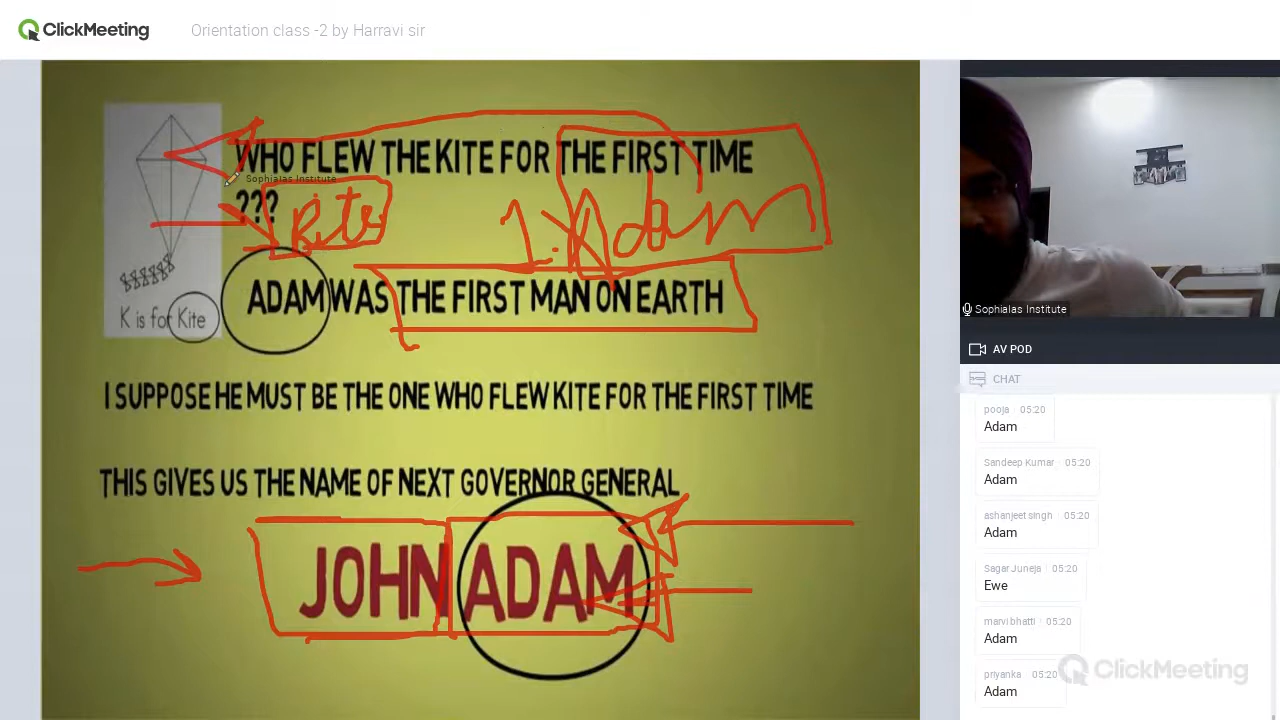 ClickMeeting
Orientation class -2 by Harravi sir
WHO FLEW THE KITE FOR THE FIRST TIME
Sophialas Institute
???
Kite
1. Adam
ADAM WAS THE FIRST MAN ON EARTH
K is for Kite
I SUPPOSE HE MUST BE THE ONE WHO FLEW KITE FOR THE FIRST TIME
THIS GIVES US THE NAME OF NEXT GOVERNOR GENERAL
JOHN ADAM
Sophialas Institute
AV POD
CHAT
pooja 05:20
Adam
Sandeep Kumar 05:20
Adam
ashanjeet singh 05:20
Adam
Sagar Juneja 05:20
Ewe
marvi bhatti 05:20
Adam
priyanka 05:20
Adam
ClickMeeting